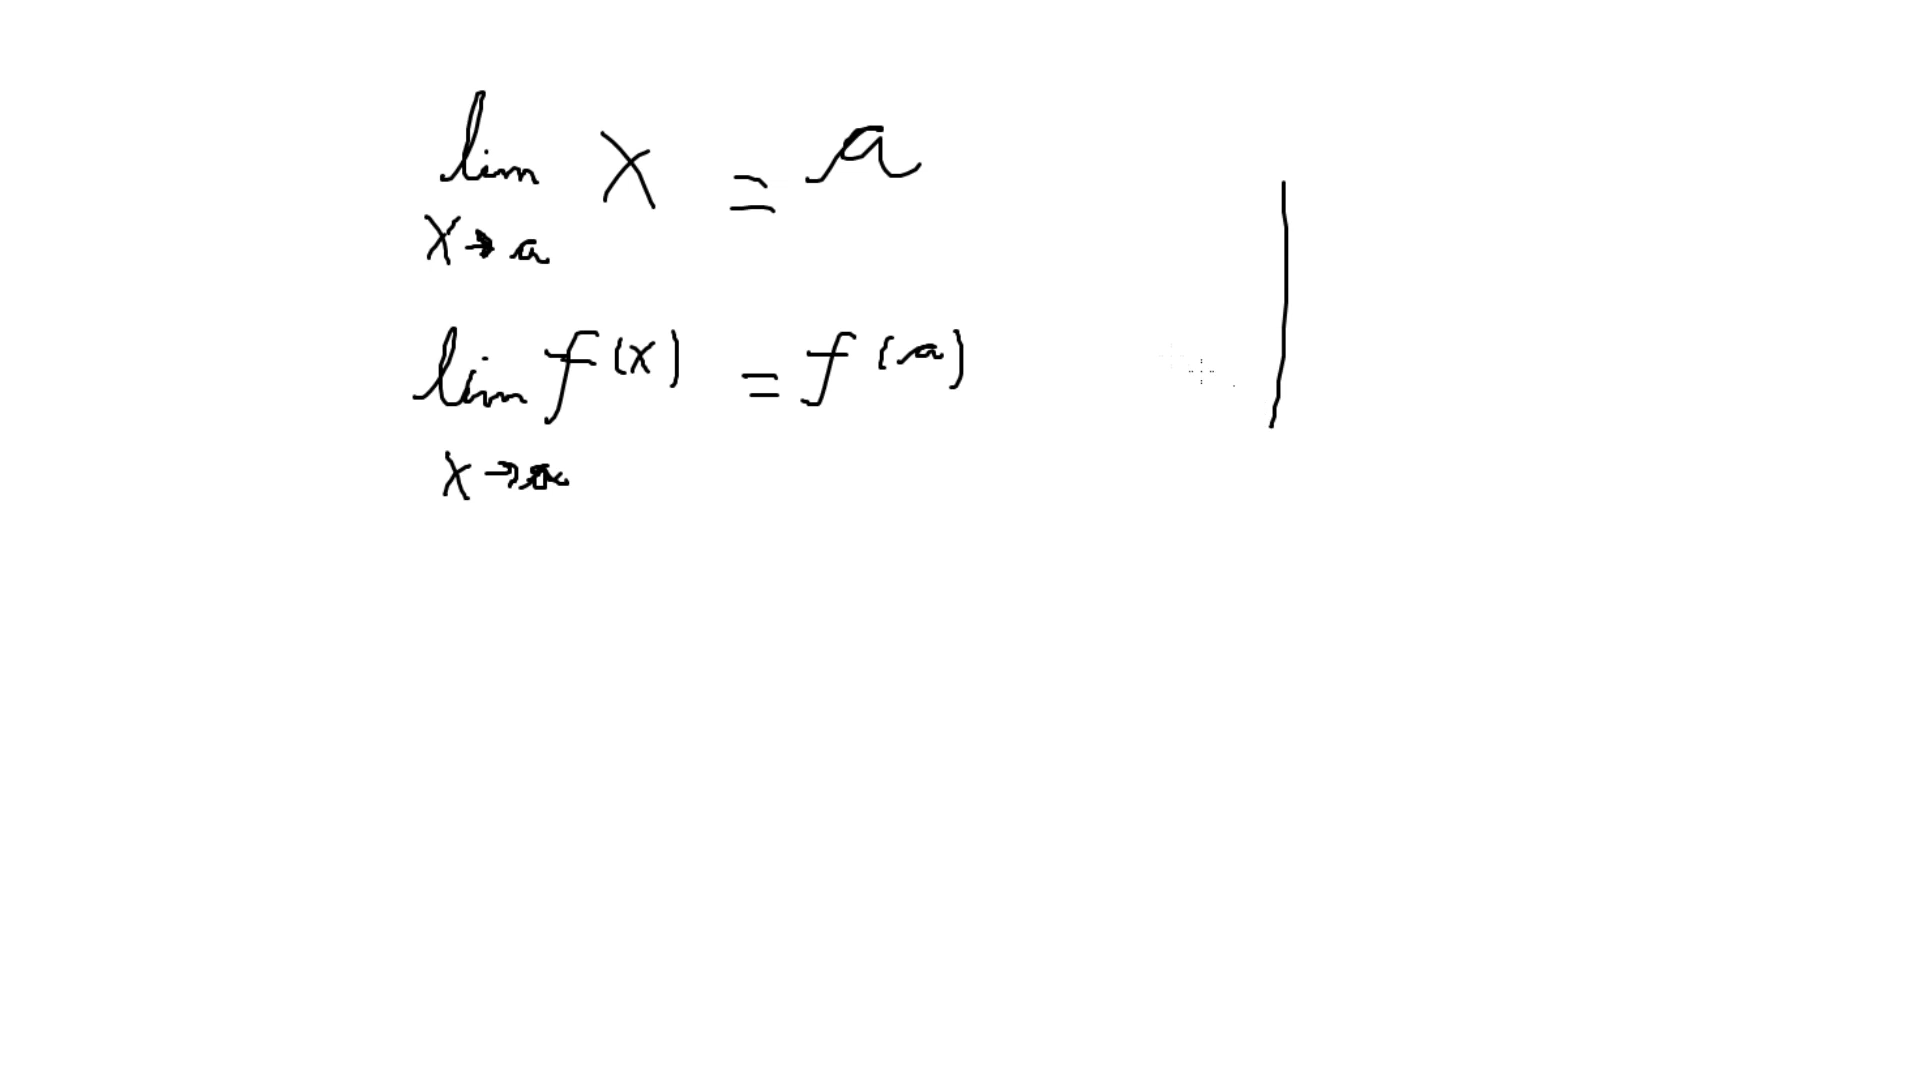 lim x = a
x→a
lim f(x) = f(a)
x→a